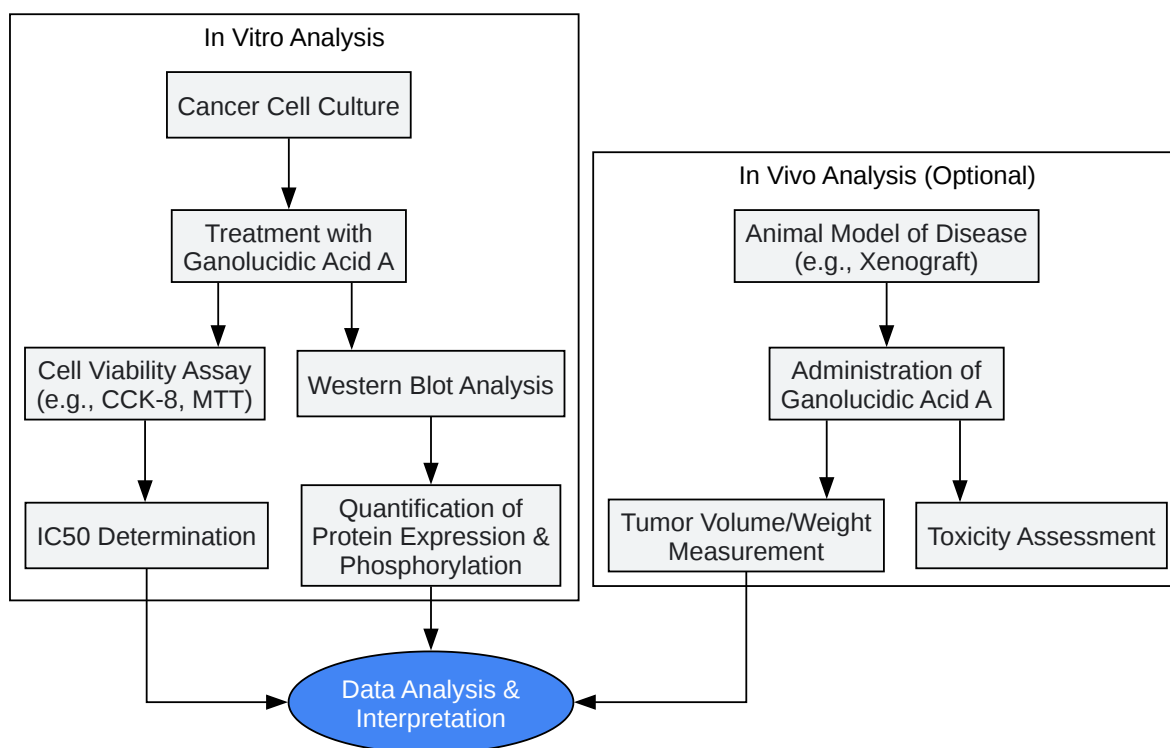 In Vitro Analysis
Cancer Cell Culture
Treatment with
Ganolucidic Acid A
Cell Viability Assay
(e.g., CCK-8, MTT)
Western Blot Analysis
IC50 Determination
Quantification of
Protein Expression &
Phosphorylation
In Vivo Analysis (Optional)
Animal Model of Disease
(e.g., Xenograft)
Administration of
Ganolucidic Acid A
Tumor Volume/Weight
Measurement
Toxicity Assessment
Data Analysis &
Interpretation